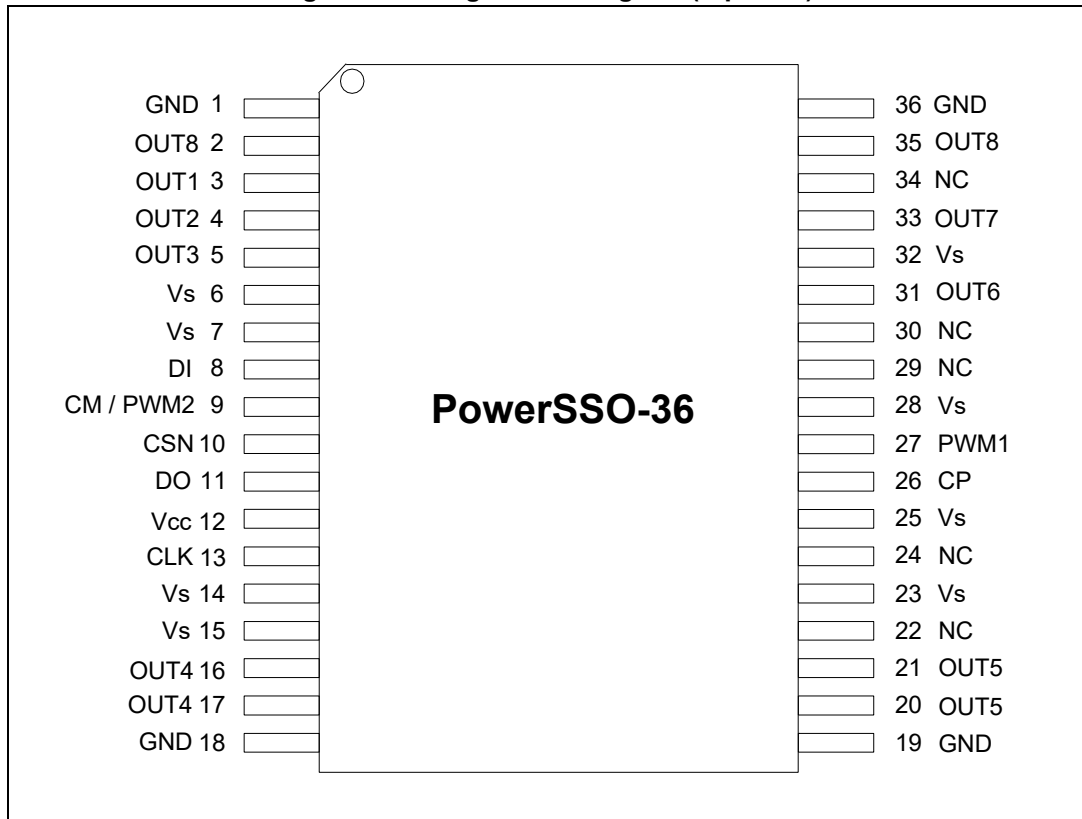 GND 1
OUT8 2
OUT1 3
OUT2 4
OUT3 5
Vs 6
Vs 7
DI 8
CM / PWM2 9
CSN 10
DO 11
Vcc 12
CLK 13
Vs 14
Vs 15
OUT4 16
OUT4 17
GND 18
PowerSSO-36
36 GND
35 OUT8
34 NC
33 OUT7
32 Vs
31 OUT6
30 NC
29 NC
28 Vs
27 PWM1
26 CP
25 Vs
24 NC
23 Vs
22 NC
21 OUT5
20 OUT5
19 GND